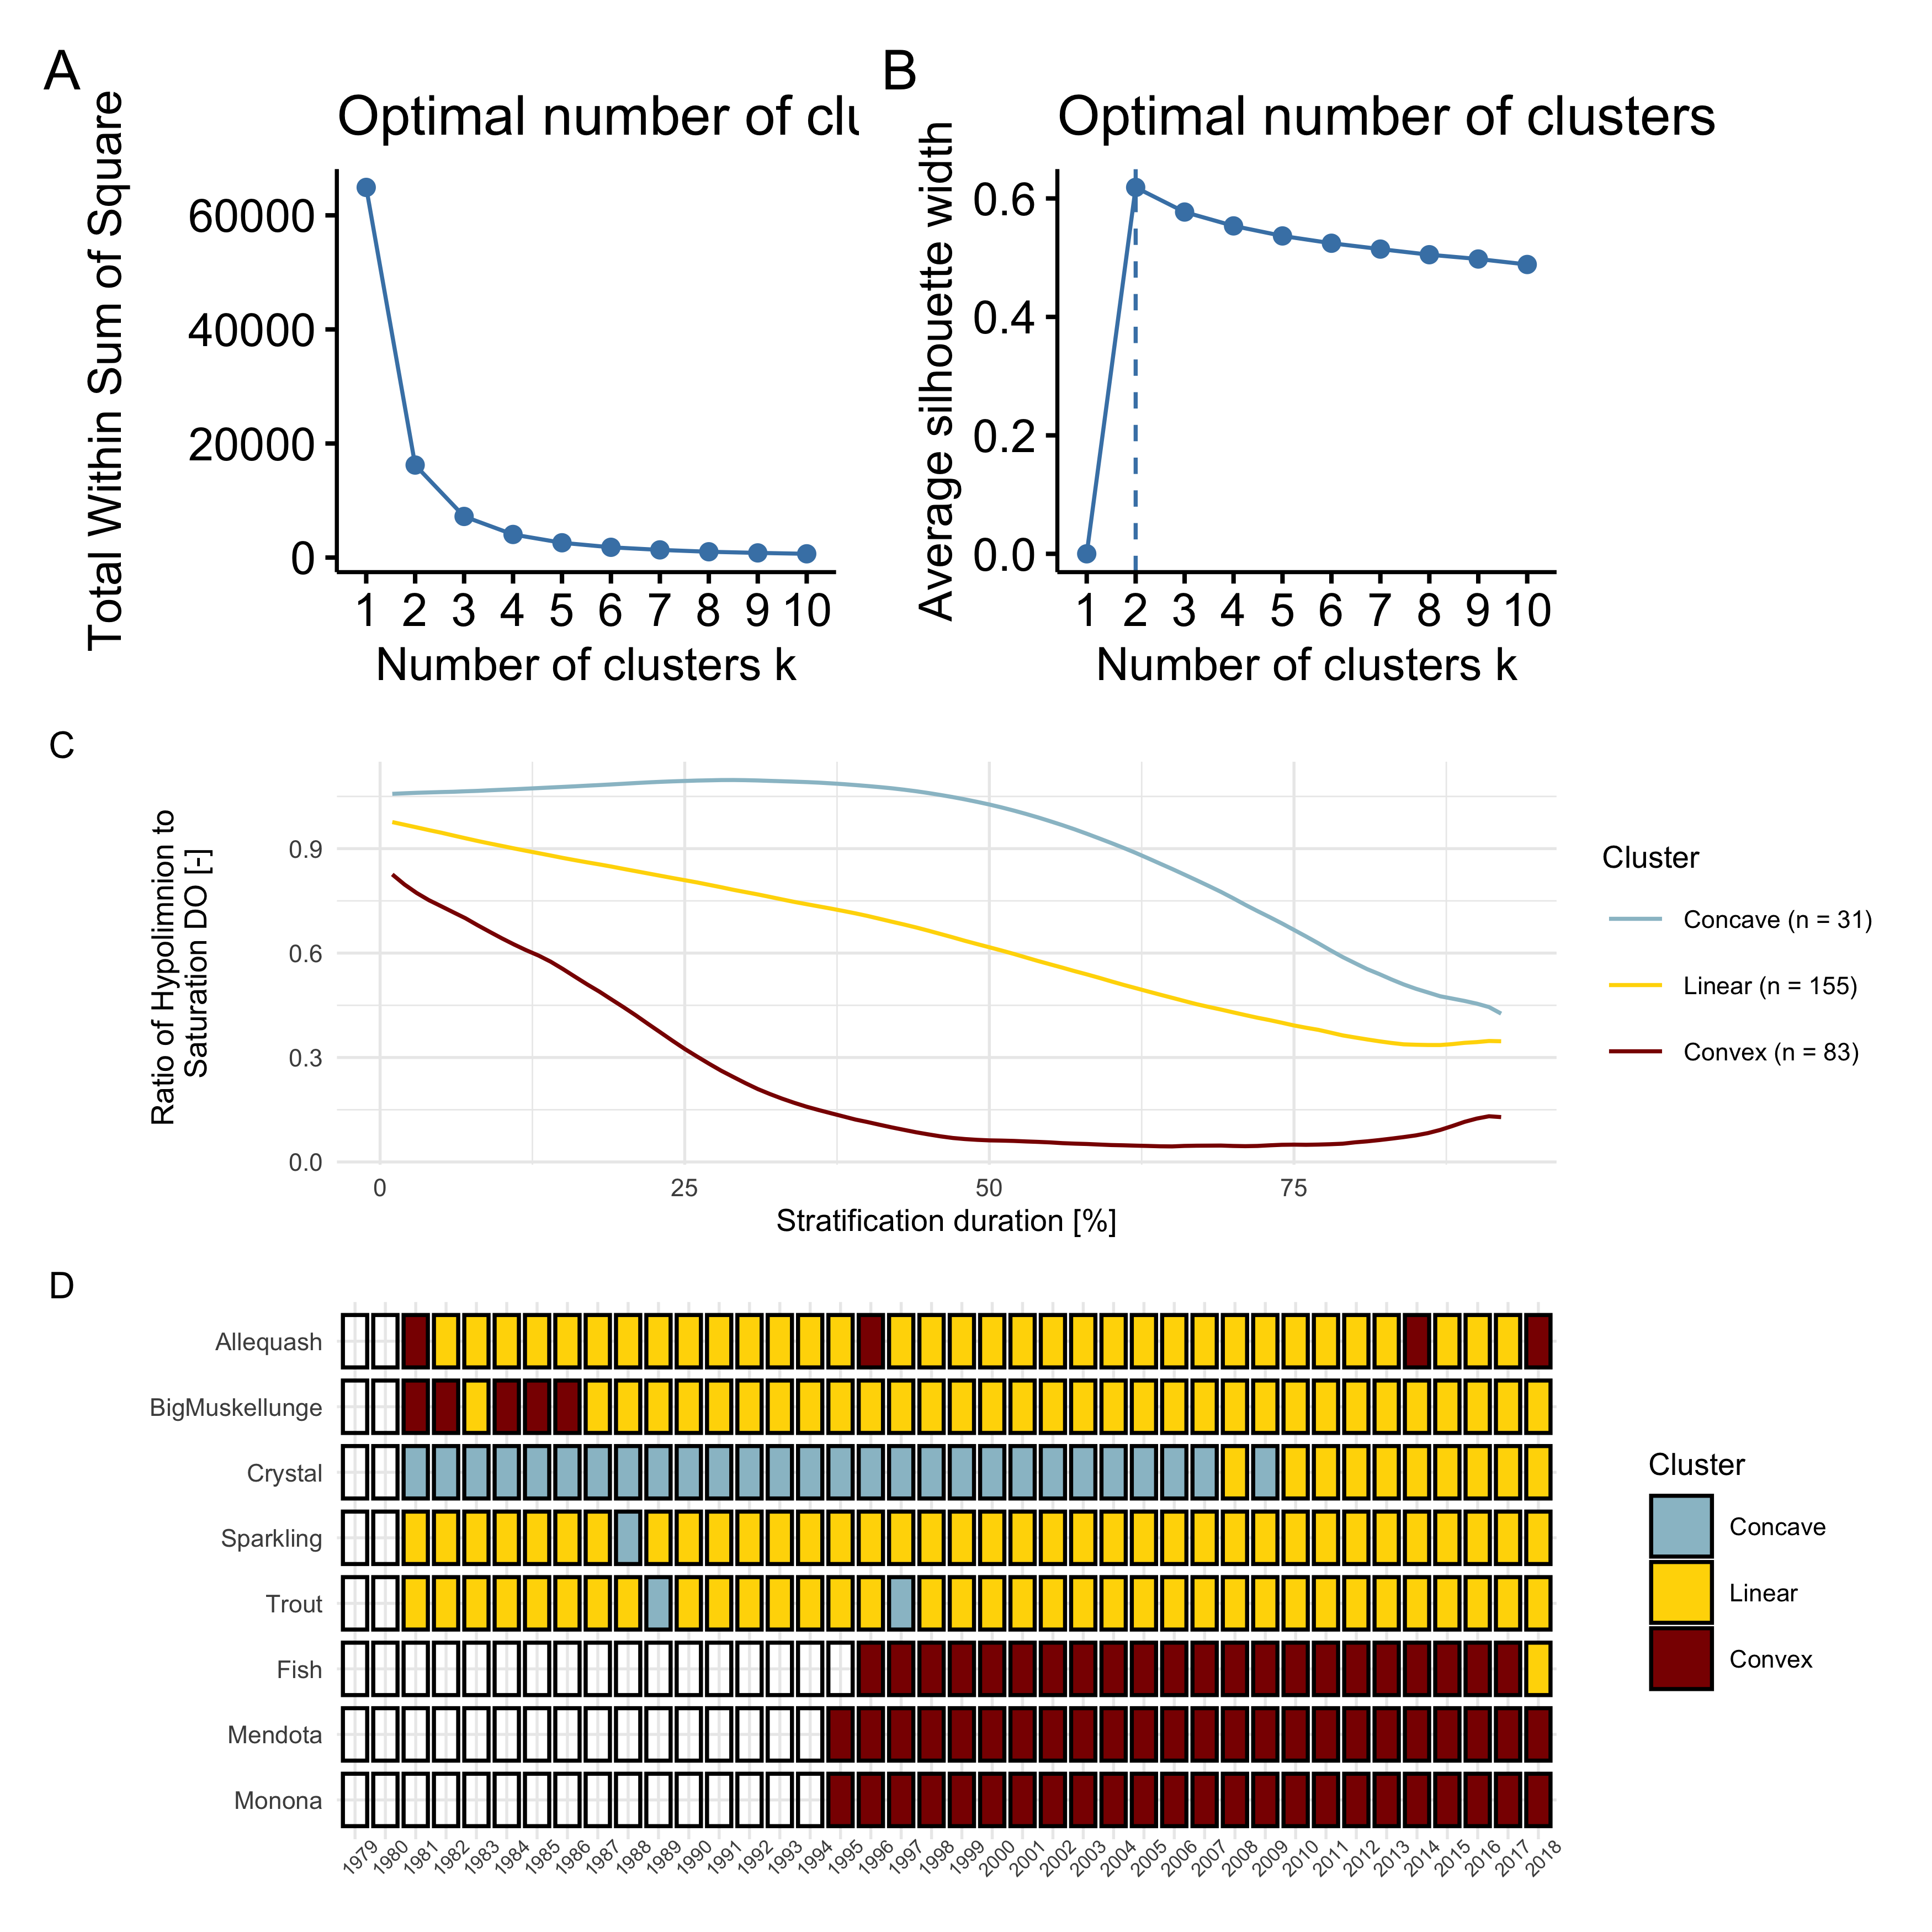 A
Optimal number of clu
Total Within Sum of Square
60000
40000
20000
0
1 2 3 4 5 6 7 8 9 10
Number of clusters k
B
Optimal number of clusters
Average silhouette width
0.6
0.4
0.2
0.0
1 2 3 4 5 6 7 8 9 10
Number of clusters k
C
Ratio of Hypolimnion to
Saturation DO [-]
0.9
0.6
0.3
0.0
0 25 50 75
Stratification duration [%]
Cluster
Concave (n = 31)
Linear (n = 155)
Convex (n = 83)
D
Allequash
BigMuskellunge
Crystal
Sparkling
Trout
Fish
Mendota
Monona
1979 1980 1981 1982 1983 1984 1985 1986 1987 1988 1989 1990 1991 1992 1993 1994 1995 1996 1997 1998 1999 2000 2001 2002 2003 2004 2005 2006 2007 2008 2009 2010 2011 2012 2013 2014 2015 2016 2017 2018
Cluster
Concave
Linear
Convex